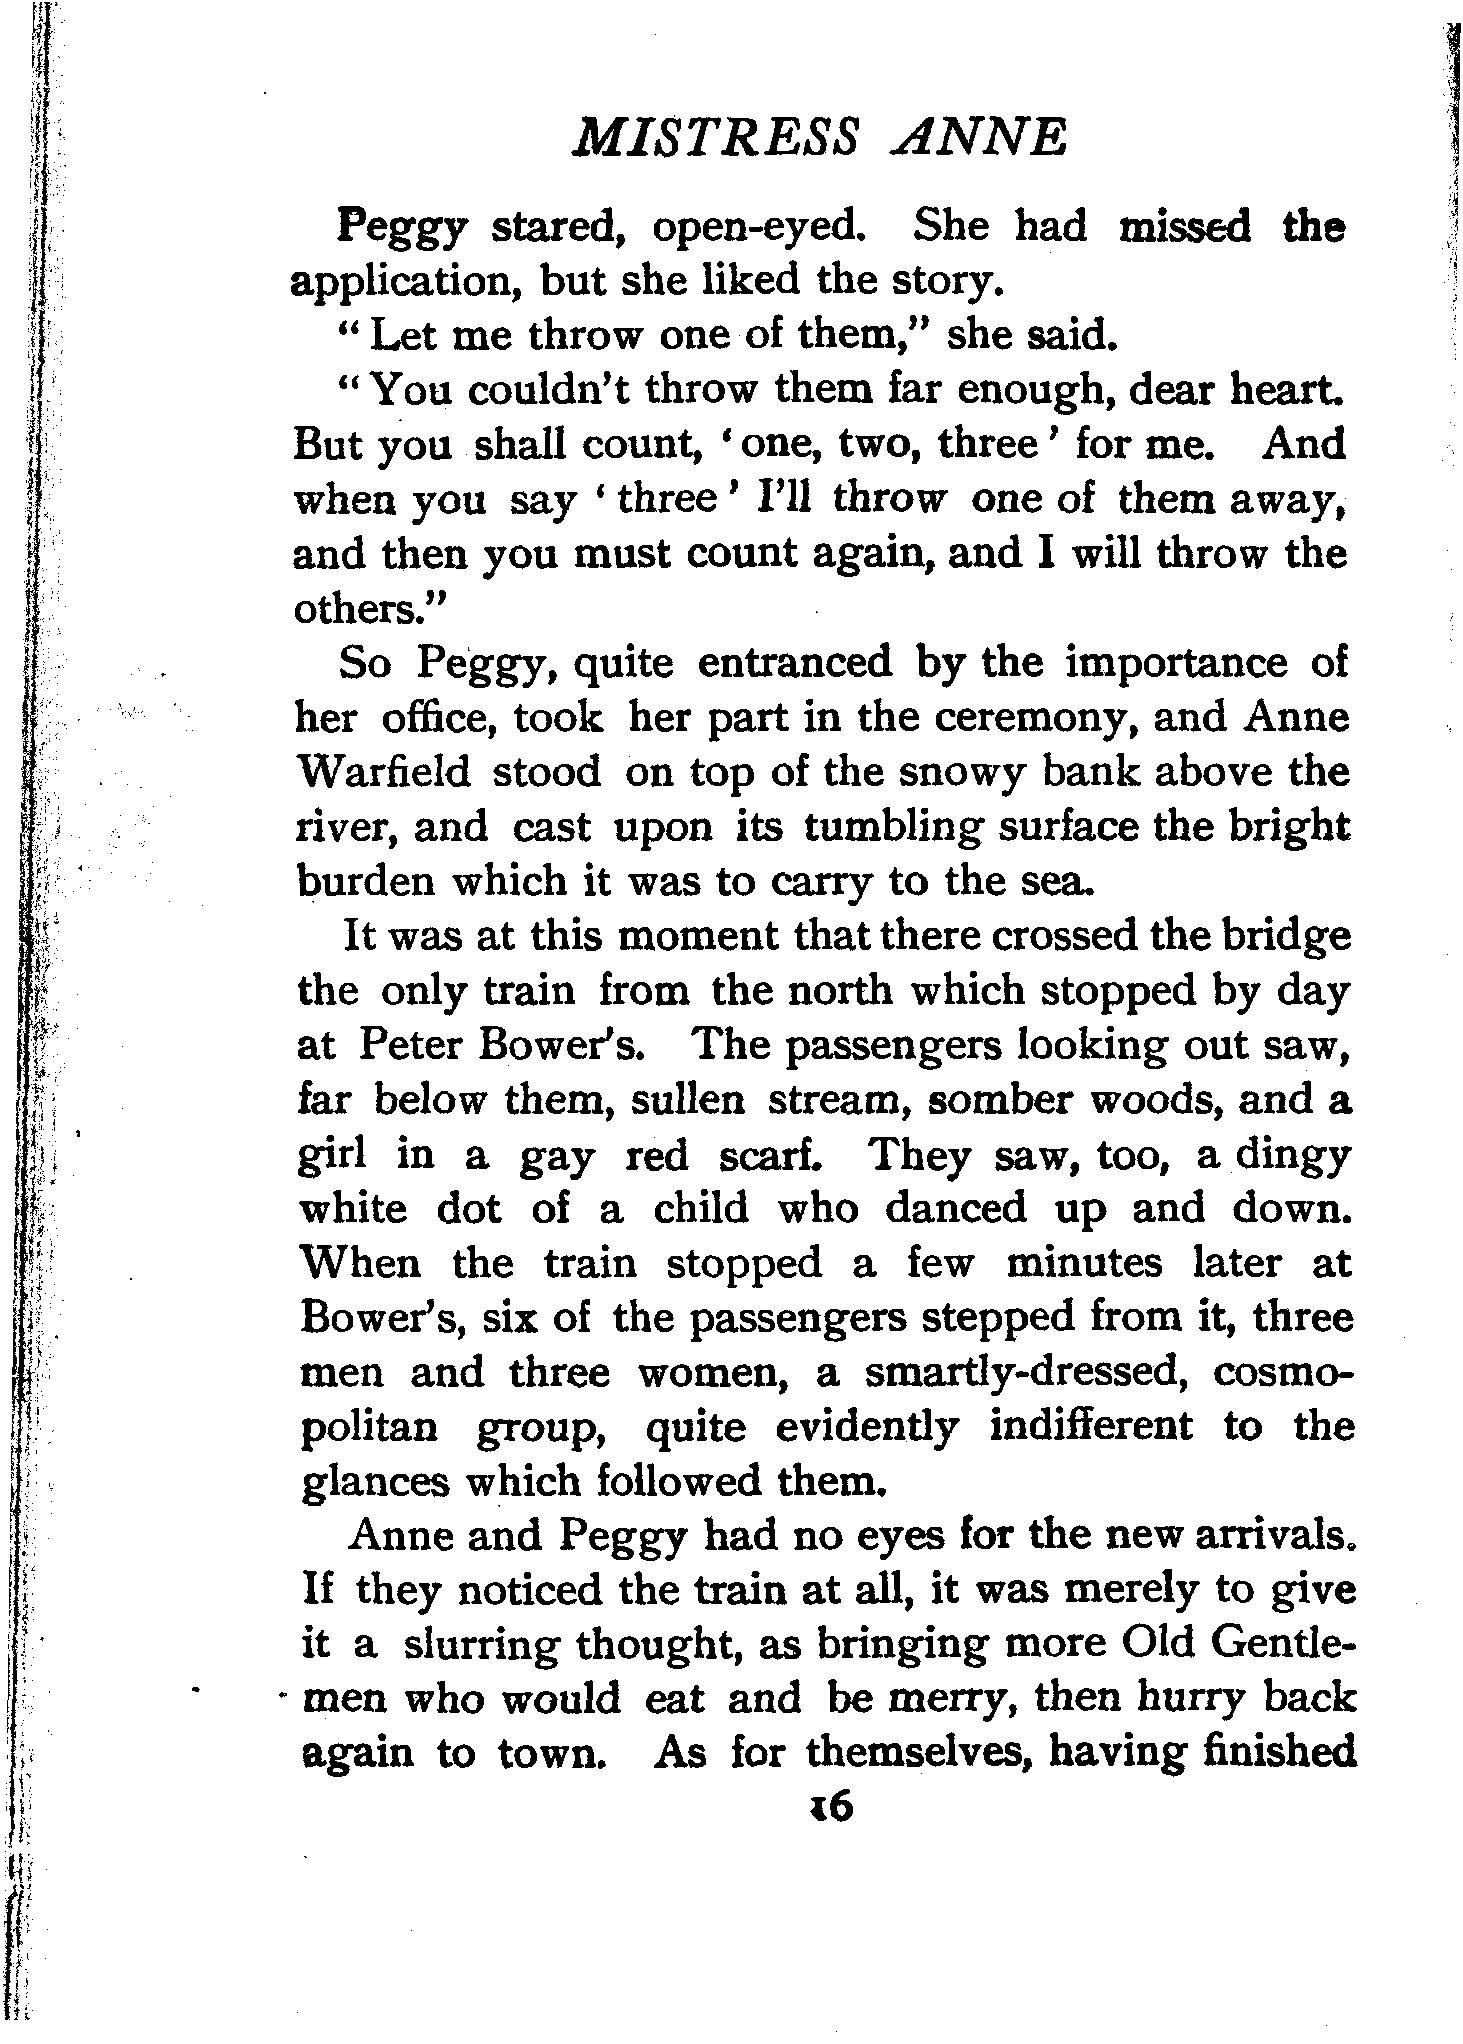 MISTRESS ANNE
Peggy stared, open-eyed. She had missed the
application, but she liked the story.
" Let me throw one of them," she said.
" You couldn't throw them far enough, dear heart.
But you shall count, ' one, two, three ' for me. And
when you say ' three ' I'll throw one of them away,
and then you must count again, and I will throw the
others."
So Peggy, quite entranced by the importance of
her office, took her part in the ceremony, and Anne
Warfield stood on top of the snowy bank above the
river, and cast upon its tumbling surface the bright
burden which it was to carry to the sea.
It was at this moment that there crossed the bridge
the only train from the north which stopped by day
at Peter Bower's. The passengers looking out saw,
far below them, sullen stream, somber woods, and a
girl in a gay red scarf. They saw, too, a dingy
white dot of a child who danced up and down.
When the train stopped a few minutes later at
Bower's, six of the passengers stepped from it, three
men and three women, a smartly-dressed, cosmo-
politan group, quite evidently indifferent to the
glances which followed them.
Anne and Peggy had no eyes for the new arrivals.
If they noticed the train at all, it was merely to give
it a slurring thought, as bringing more Old Gentle-
men who would eat and be merry, then hurry back
again to town. As for themselves, having finished
16